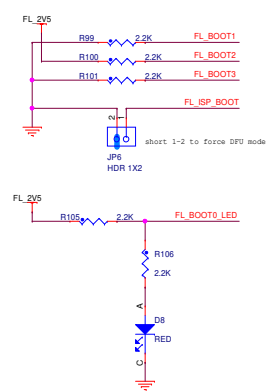 FL_2V5
R99 2.2K FL_BOOT1
R100 2.2K FL_BOOT2
R101 2.2K FL_BOOT3
FL_ISP_BOOT
2 1
short 1-2 to force DFU mode
JP6
HDR 1X2
FL_2V5
R105 2.2K FL_BOOT0_LED
R106
2.2K
A
D8
RED
C